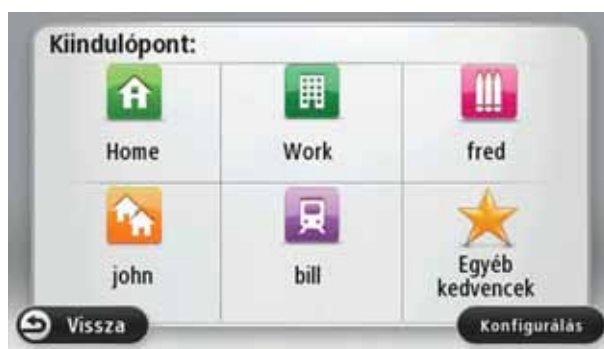 Kiindulópont:
Home
Work
fred
john
bill
Egyéb
kedvencek
Vissza
Konfigurálás